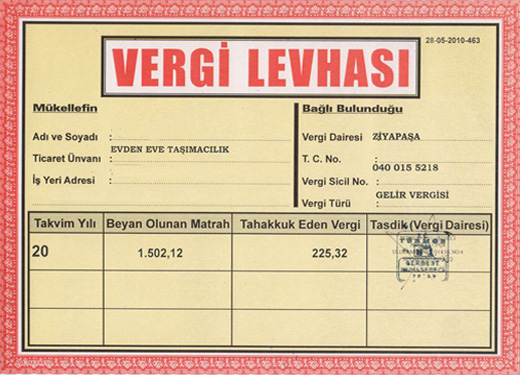 28-05-2010-463
VERGİ LEVHASI
Mükellefin
Adı ve Soyadı :
Ticaret Ünvanı : EVDEN EVE TAŞIMACILIK
İş Yeri Adresi :
Bağlı Bulunduğu
Vergi Dairesi ZİYAPAŞA
T. C. No. :
040 015 5218
Vergi Sicil No. :
Vergi Türü : GELİR VERGİSİ
Takvim Yılı Beyan Olunan Matrah Tahakkuk Eden Vergi Tasdik (Vergi Dairesi)
20 1.502,12 225,32
TÜRMOB
SERBEST